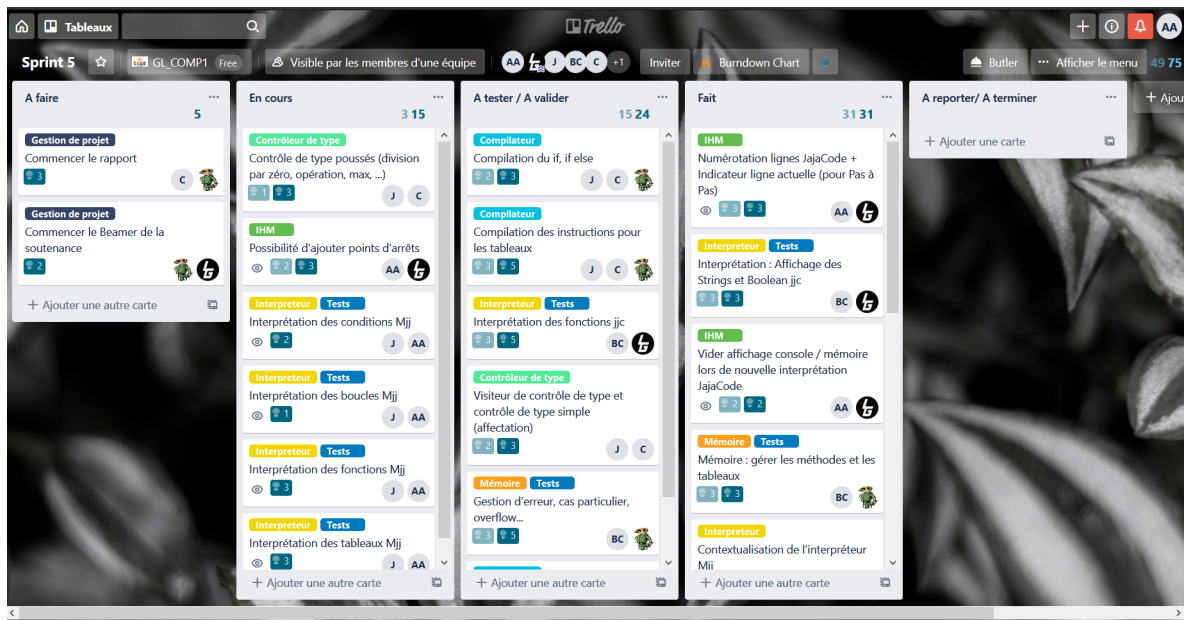 Tableaux
Trello
AA
Sprint 5
GL_COMP1 Free
Visible par les membres d'une équipe
AA J BC C +1
Inviter
Burndown Chart
Butler
Afficher le menu
49 75
A faire
5
Gestion de projet
Commencer le rapport
3
C
Gestion de projet
Commencer le Beamer de la
soutenance
2
Ajouter une autre carte
En cours
3 15
Contrôleur de type
Contrôle de type poussés (division
par zéro, opération, max, ...)
1 3
J C
IHM
Possibilité d'ajouter points d'arrêts
2 3
AA
Interpreteur Tests
Interprétation des conditions Mjj
2
J AA
Interpreteur Tests
Interprétation des boucles Mjj
1
J AA
Interpreteur Tests
Interprétation des fonctions Mjj
3
J AA
Interpreteur Tests
Interprétation des tableaux Mjj
3
J AA
+ Ajouter une autre carte
A tester / A valider
15 24
Compilateur
Compilation du if, if else
2 3
J C
Compilateur
Compilation des instructions pour
les tableaux
3 5
J C
Interpreteur Tests
Interprétation des fonctions jjc
3 5
BC
Contrôleur de type
Visiteur de contrôle de type et
contrôle de type simple
(affectation)
2 3
J C
Mémoire Tests
Gestion d'erreur, cas particulier,
overflow...
3 5
BC
+ Ajouter une autre carte
Fait
31 31
IHM
Numérotation lignes JajaCode +
Indicateur ligne actuelle (pour Pas à
Pas)
3 3
AA
Interpreteur Tests
Interprétation : Affichage des
Strings et Boolean jjc
3 3
BC
IHM
Vider affichage console / mémoire
lors de nouvelle interprétation
JajaCode
2 2
AA
Mémoire Tests
Mémoire : gérer les méthodes et les
tableaux
3 3
BC
Interpreteur
Contextualisation de l'interpréteur
Mjj
+ Ajouter une autre carte
A reporter/ A terminer
+ Ajouter une carte
+ Ajou